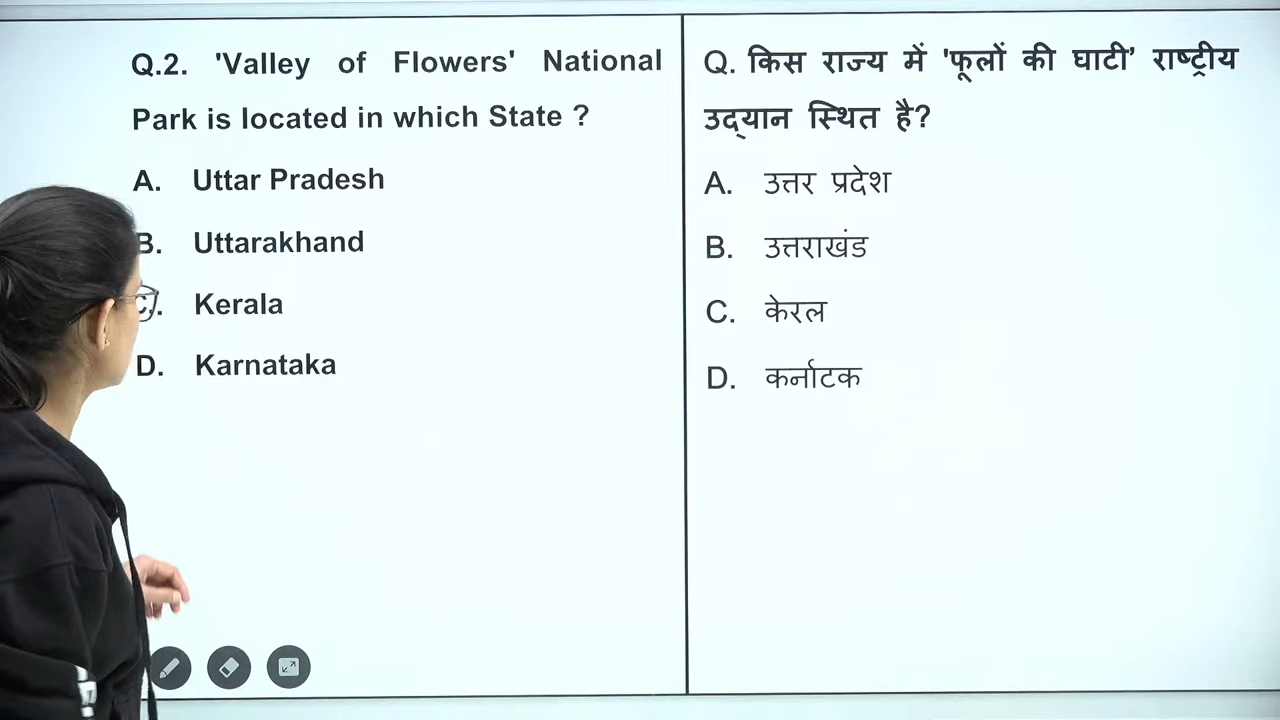 Q.2. 'Valley of Flowers' National
Park is located in which State ?
A. Uttar Pradesh
B. Uttarakhand
C. Kerala
D. Karnataka
Q. किस राज्य में 'फूलों की घाटी’ राष्ट्रीय
उद्यान स्थित है?
A. उत्तर प्रदेश
B. उत्तराखंड
C. केरल
D. कर्नाटक